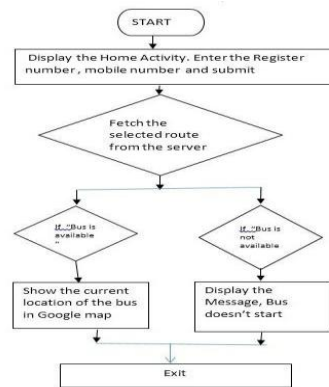 START
Display the Home Activity. Enter the Register
number , mobile number and submit
Fetch the
selected route
from the server
If "Bus is
available
"
If "Bus is
not
available
Show the current
location of the bus
in Google map
Display the
Message, Bus
doesn't start
Exit